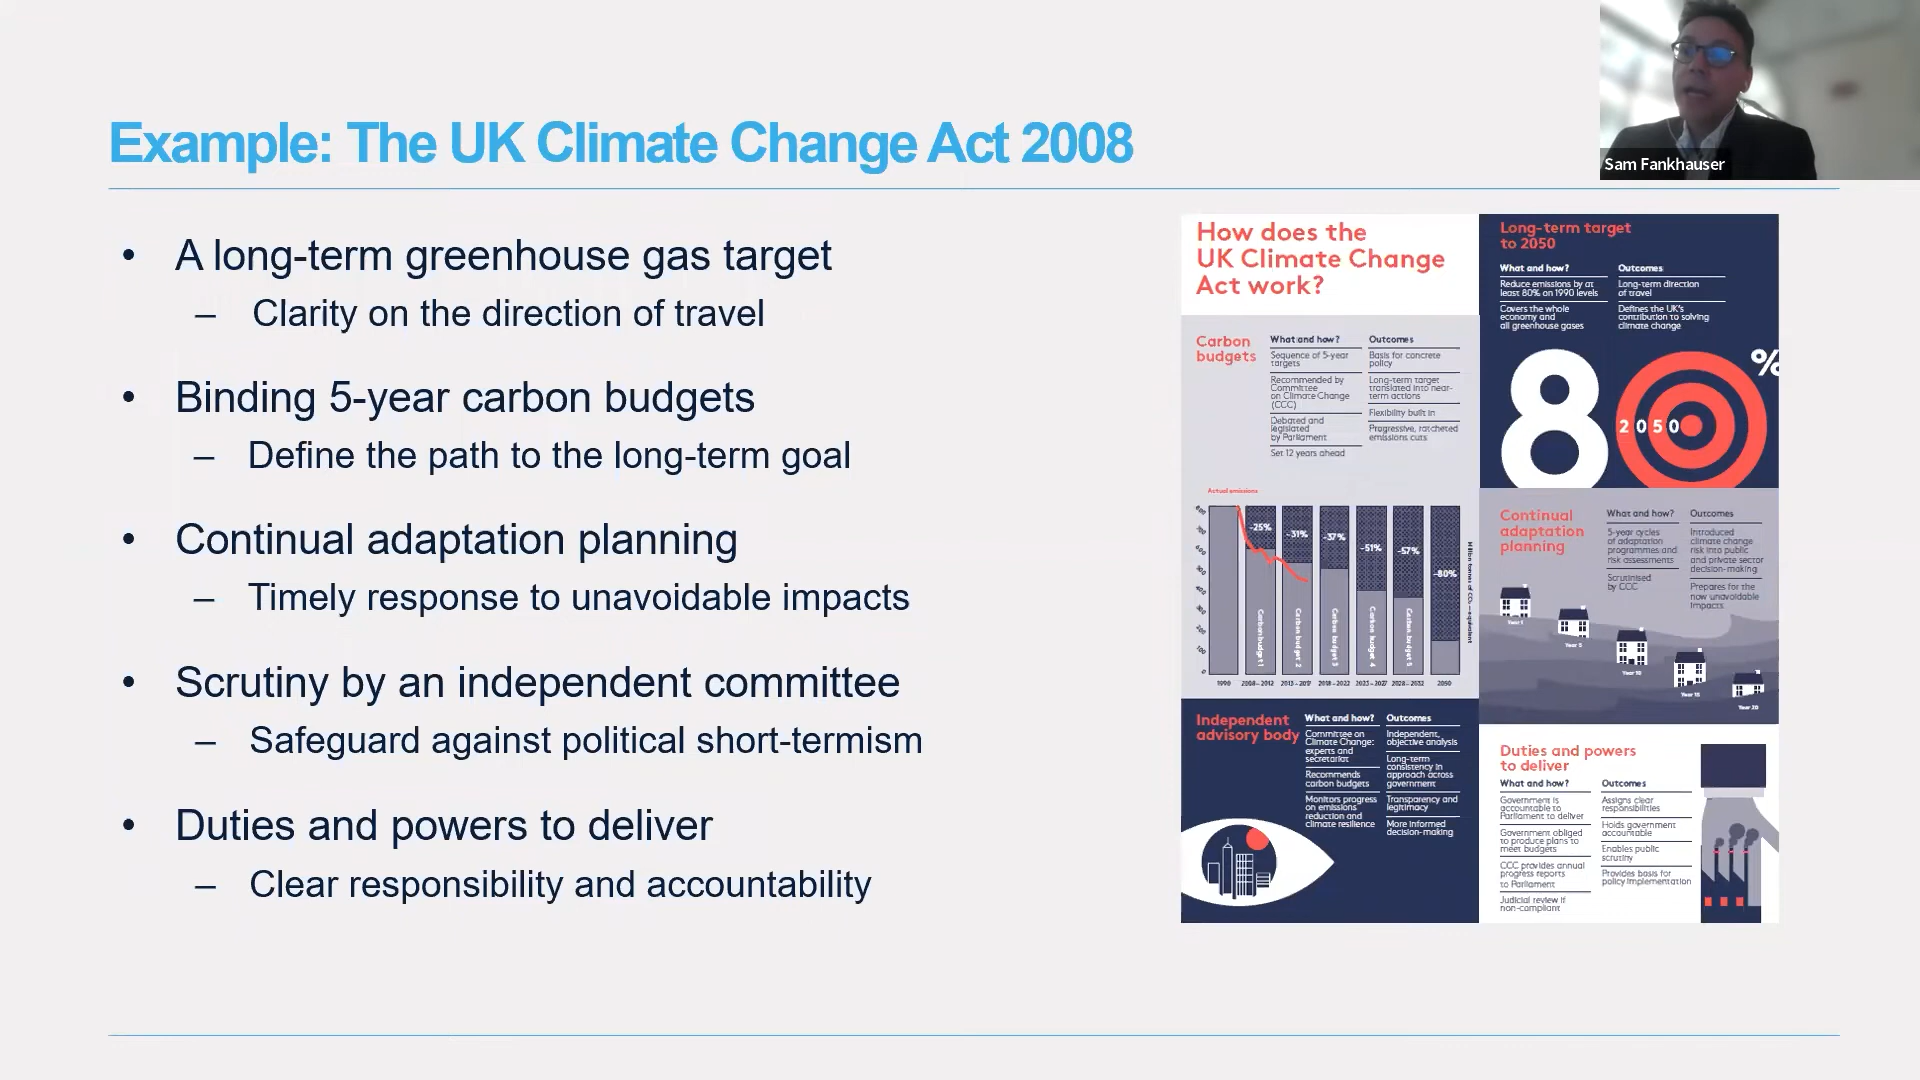 Example: The UK Climate Change Act 2008
Sam Fankhauser
• A long-term greenhouse gas target
– Clarity on the direction of travel
• Binding 5-year carbon budgets
– Define the path to the long-term goal
• Continual adaptation planning
– Timely response to unavoidable impacts
• Scrutiny by an independent committee
– Safeguard against political short-termism
• Duties and powers to deliver
– Clear responsibility and accountability
How does the
UK Climate Change
Act work?
Long-term target
to 2050
What and how?
Reduce emissions by at
least 80% on 1990 levels
Covers the whole
economy and
all greenhouse gases
Outcomes
Long-term direction
of travel
Defines the UK's
contribution to solving
climate change
80%
2050
Carbon
budgets
What and how?
Sequence of 5-year
targets
Recommended by
Committee
on Climate Change
(CCC)
Debated and
legislated
by Parliament
Set 12 years ahead
Outcomes
Basis for concrete
policy
Long-term target
translated into near-
term actions
Flexibility built in
Progressive, ratcheted
emissions cuts
Actual emissions
800
700
600
500
400
300
200
100
0
-25%
-31%
-37%
-51%
-57%
-80%
Carbon budget 1
Carbon budget 2
Carbon budget 3
Carbon budget 4
Carbon budget 5
Million tonnes of CO₂-equivalent
1990
2008-2012
2013-2017
2018-2022
2023-2027
2028-2032
2050
Continual
adaptation
planning
What and how?
5-year cycles
of adaptation
programmes and
risk assessments
Scrutinised
by CCC
Outcomes
Introduced
climate change
risk into public
and private sector
decision-making
Prepares for the
now unavoidable
impacts
Year 1
Year 5
Year 10
Year 15
Year 20
Independent
advisory body
What and how?
Committee on
Climate Change:
experts and
secretariat
Recommends
carbon budgets
Monitors progress
on emissions
reduction and
climate resilience
Outcomes
Independent,
objective analysis
Long-term
consistency in
approach across
government
Transparency and
legitimacy
More informed
decision-making
Duties and powers
to deliver
What and how?
Government is
accountable to
Parliament to deliver
Government obliged
to produce plans to
meet budgets
CCC provides annual
progress reports
to Parliament
Judicial review if
non-compliant
Outcomes
Assigns clear
responsibilities
Holds government
accountable
Enables public
scrutiny
Provides basis for
policy implementation